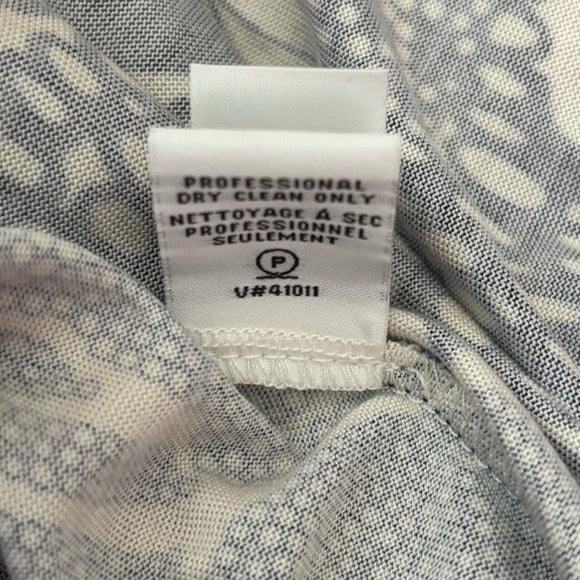 PROFESSIONAL
DRY CLEAN ONLY
NETTOYAGE A SEC
PROFESSIONNEL
SEULEMENT
P
V#41011